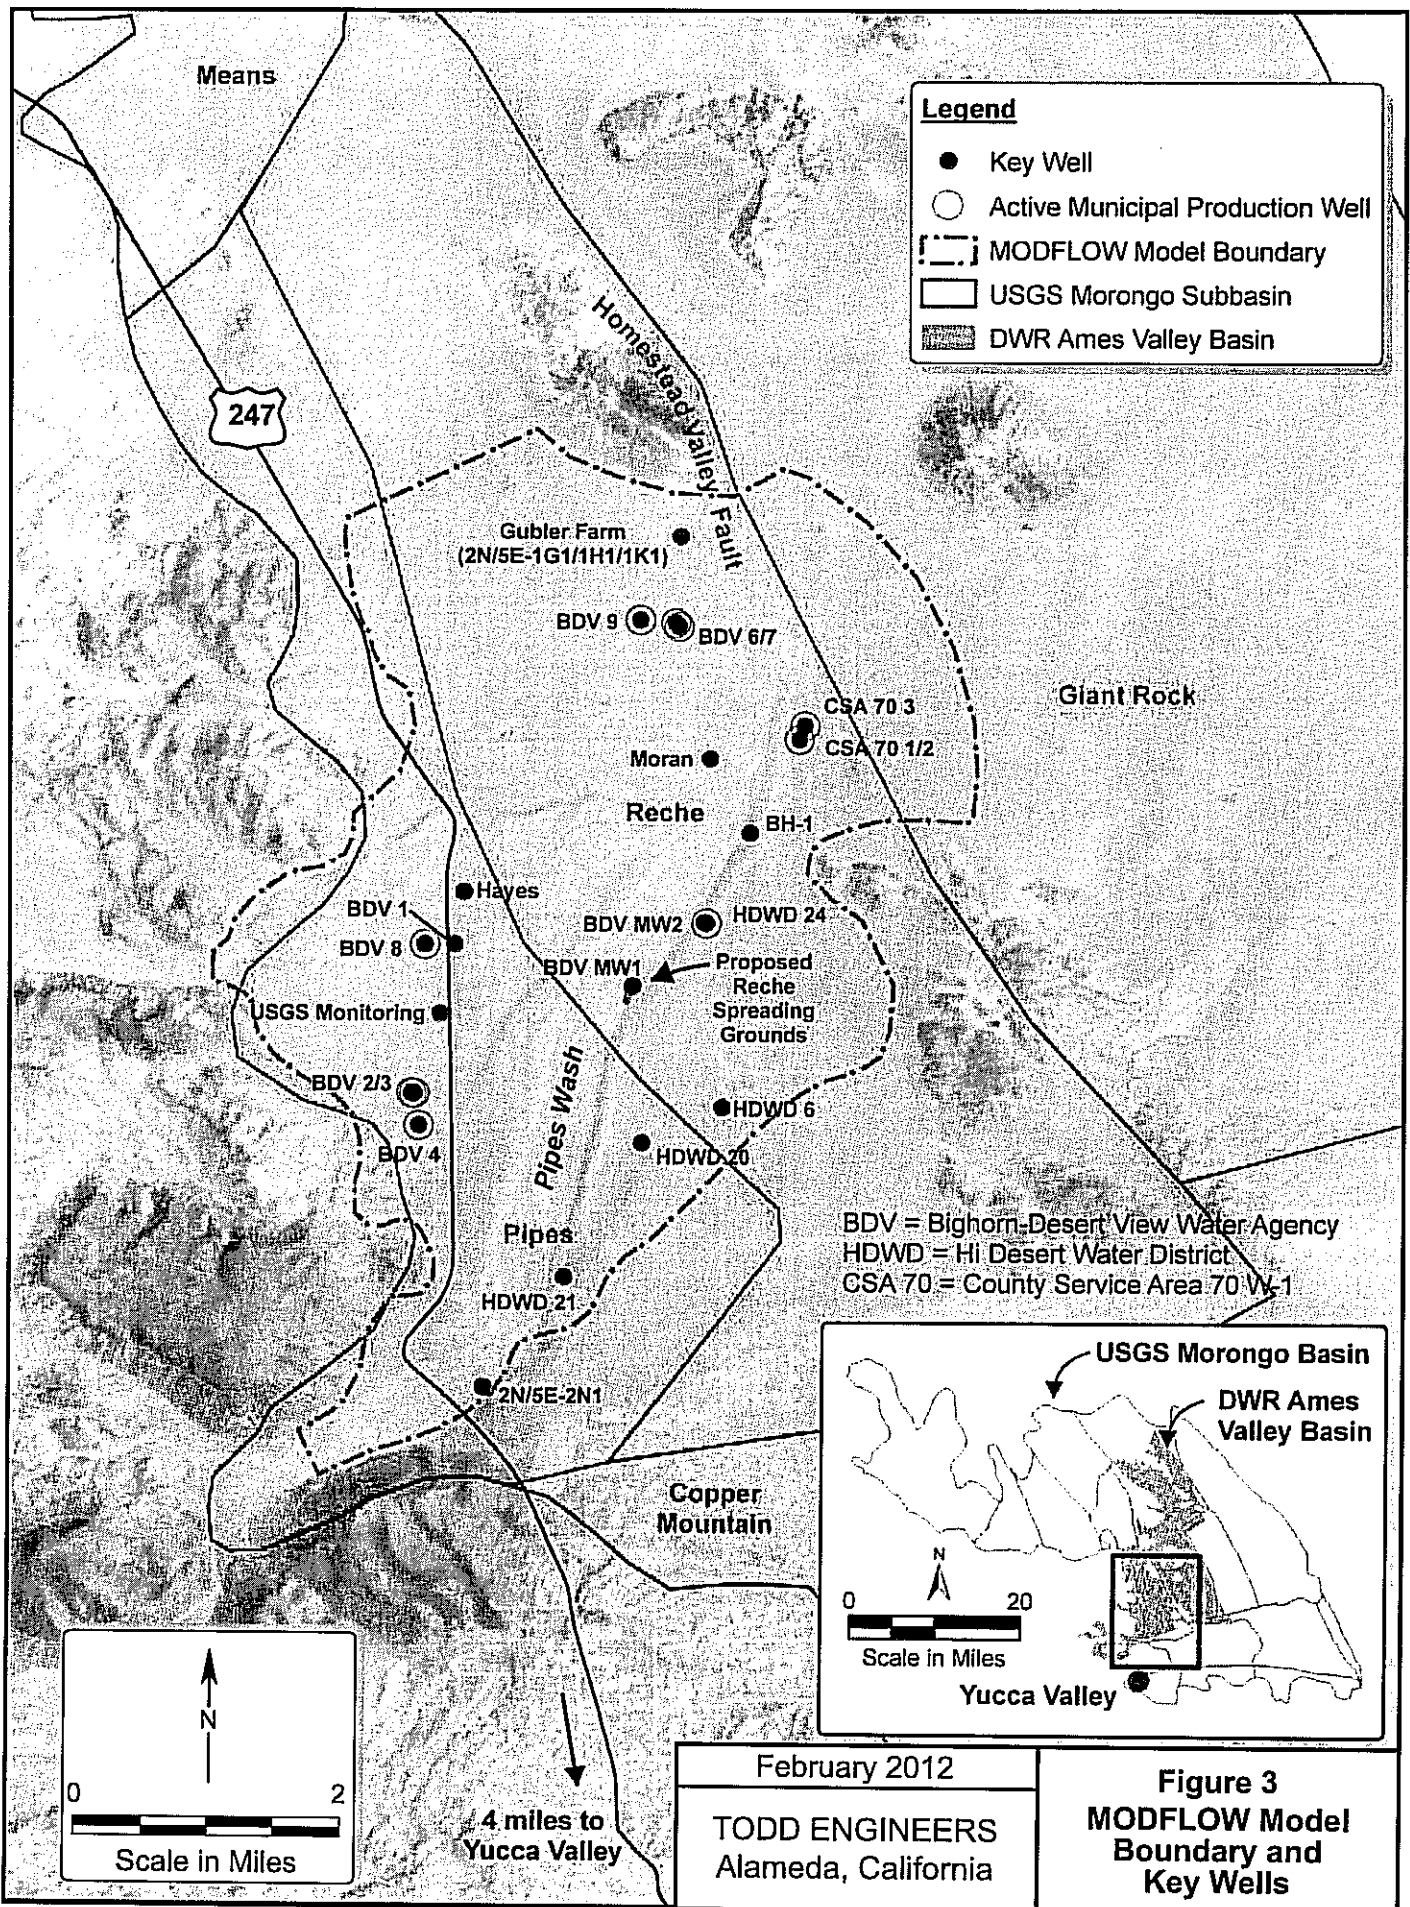 Means
Legend
Key Well
Active Municipal Production Well
MODFLOW Model Boundary
USGS Morongo Subbasin
DWR Ames Valley Basin
Homestead Valley Fault
247
Gubler Farm
(2N/5E-1G1/1H1/1K1)
BDV 9
BDV 6/7
Giant Rock
CSA 70 3
CSA 70 1/2
Moran
Reche
BH-1
Hayes
BDV 1
BDV 8
BDV MW2
HDWD 24
BDV MW1
Proposed
Reche
Spreading
Grounds
USGS Monitoring
BDV 2/3
BDV 4
Pipes Wash
HDWD 6
HDWD 20
Pipes
HDWD 21
2N/5E-2N1
BDV = Bighorn-Desert View Water Agency
HDWD = Hi Desert Water District
CSA 70 = County Service Area 70 W-1
Copper
Mountain
USGS Morongo Basin
DWR Ames
Valley Basin
N
0 20
Scale in Miles
Yucca Valley
N
0 2
Scale in Miles
4 miles to
Yucca Valley
February 2012
TODD ENGINEERS
Alameda, California
Figure 3
MODFLOW Model
Boundary and
Key Wells